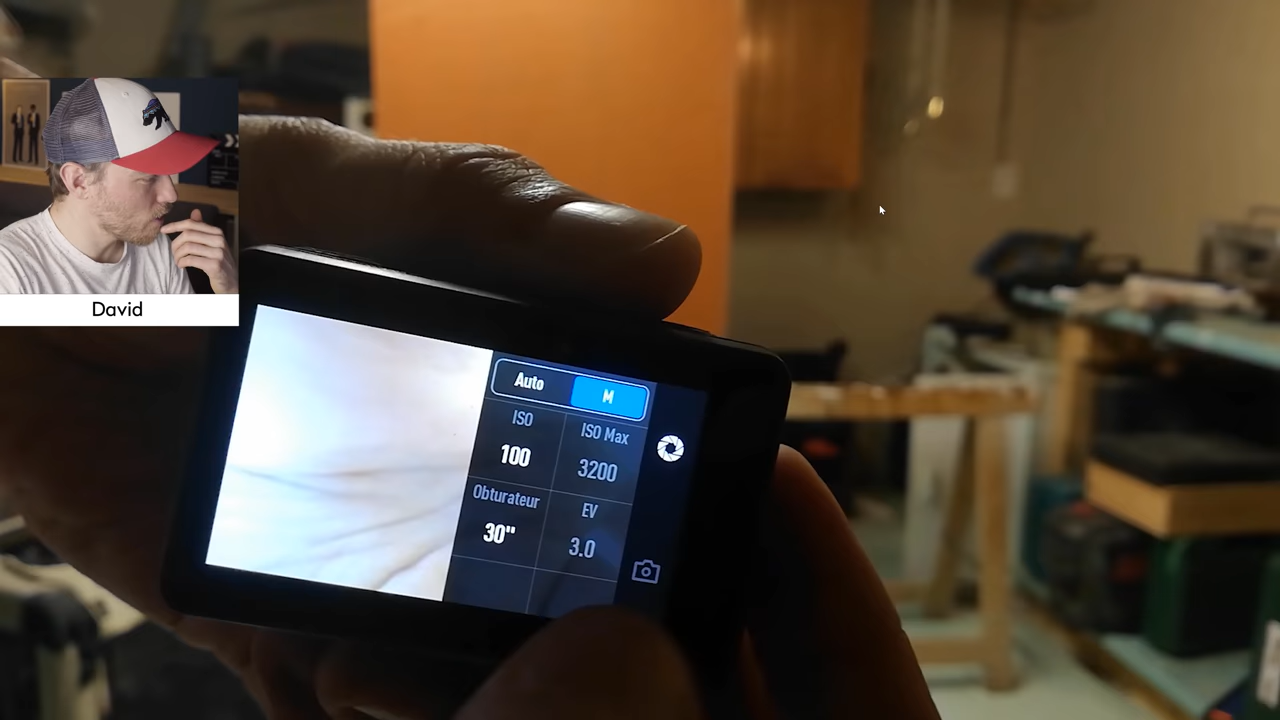 David
Auto M
ISO ISO Max
100 3200
Obturateur EV
30" 3.0